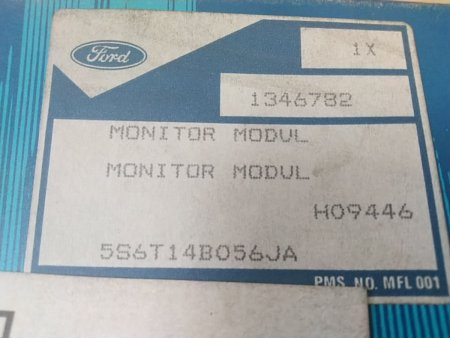 Ford
1X
1346782
MONITOR MODUL
MONITOR MODUL
H09446
5S6T14B056JA
PMS. NO. MFL 001